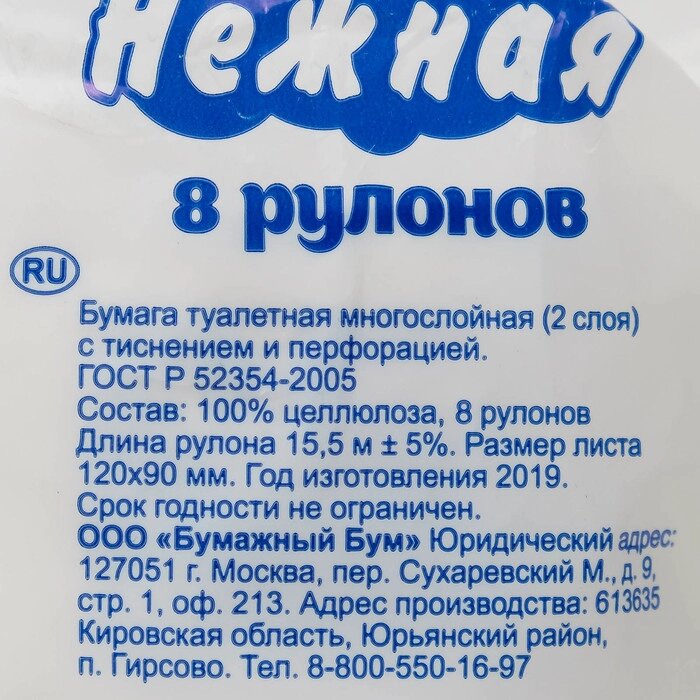 Нежная
8 рулонов
RU
Бумага туалетная многослойная (2 слоя)
с тиснением и перфорацией.
ГОСТ Р 52354-2005
Состав: 100% целлюлоза, 8 рулонов
Длина рулона 15,5 м ± 5%. Размер листа
120х90 мм. Год изготовления 2019.
Срок годности не ограничен.
ООО «Бумажный Бум» Юридический адрес:
127051 г. Москва, пер. Сухаревский М., д. 9,
стр. 1, оф. 213. Адрес производства: 613635
Кировская область, Юрьянский район,
п. Гирсово. Тел. 8-800-550-16-97